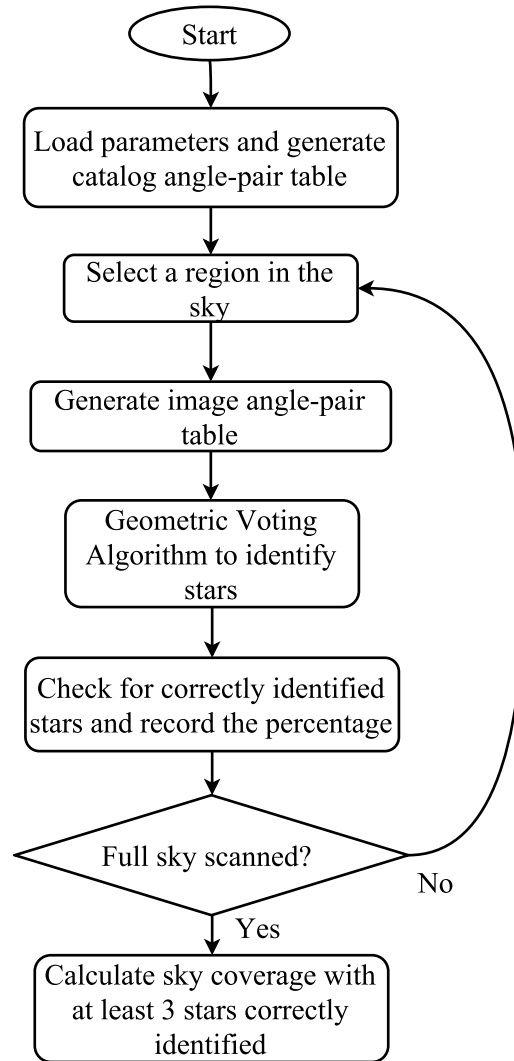 Start
Load parameters and generate
catalog angle-pair table
Select a region in the
sky
Generate image angle-pair
table
Geometric Voting
Algorithm to identify
stars
Check for correctly identified
stars and record the percentage
Full sky scanned?
No
Yes
Calculate sky coverage with
at least 3 stars correctly
identified